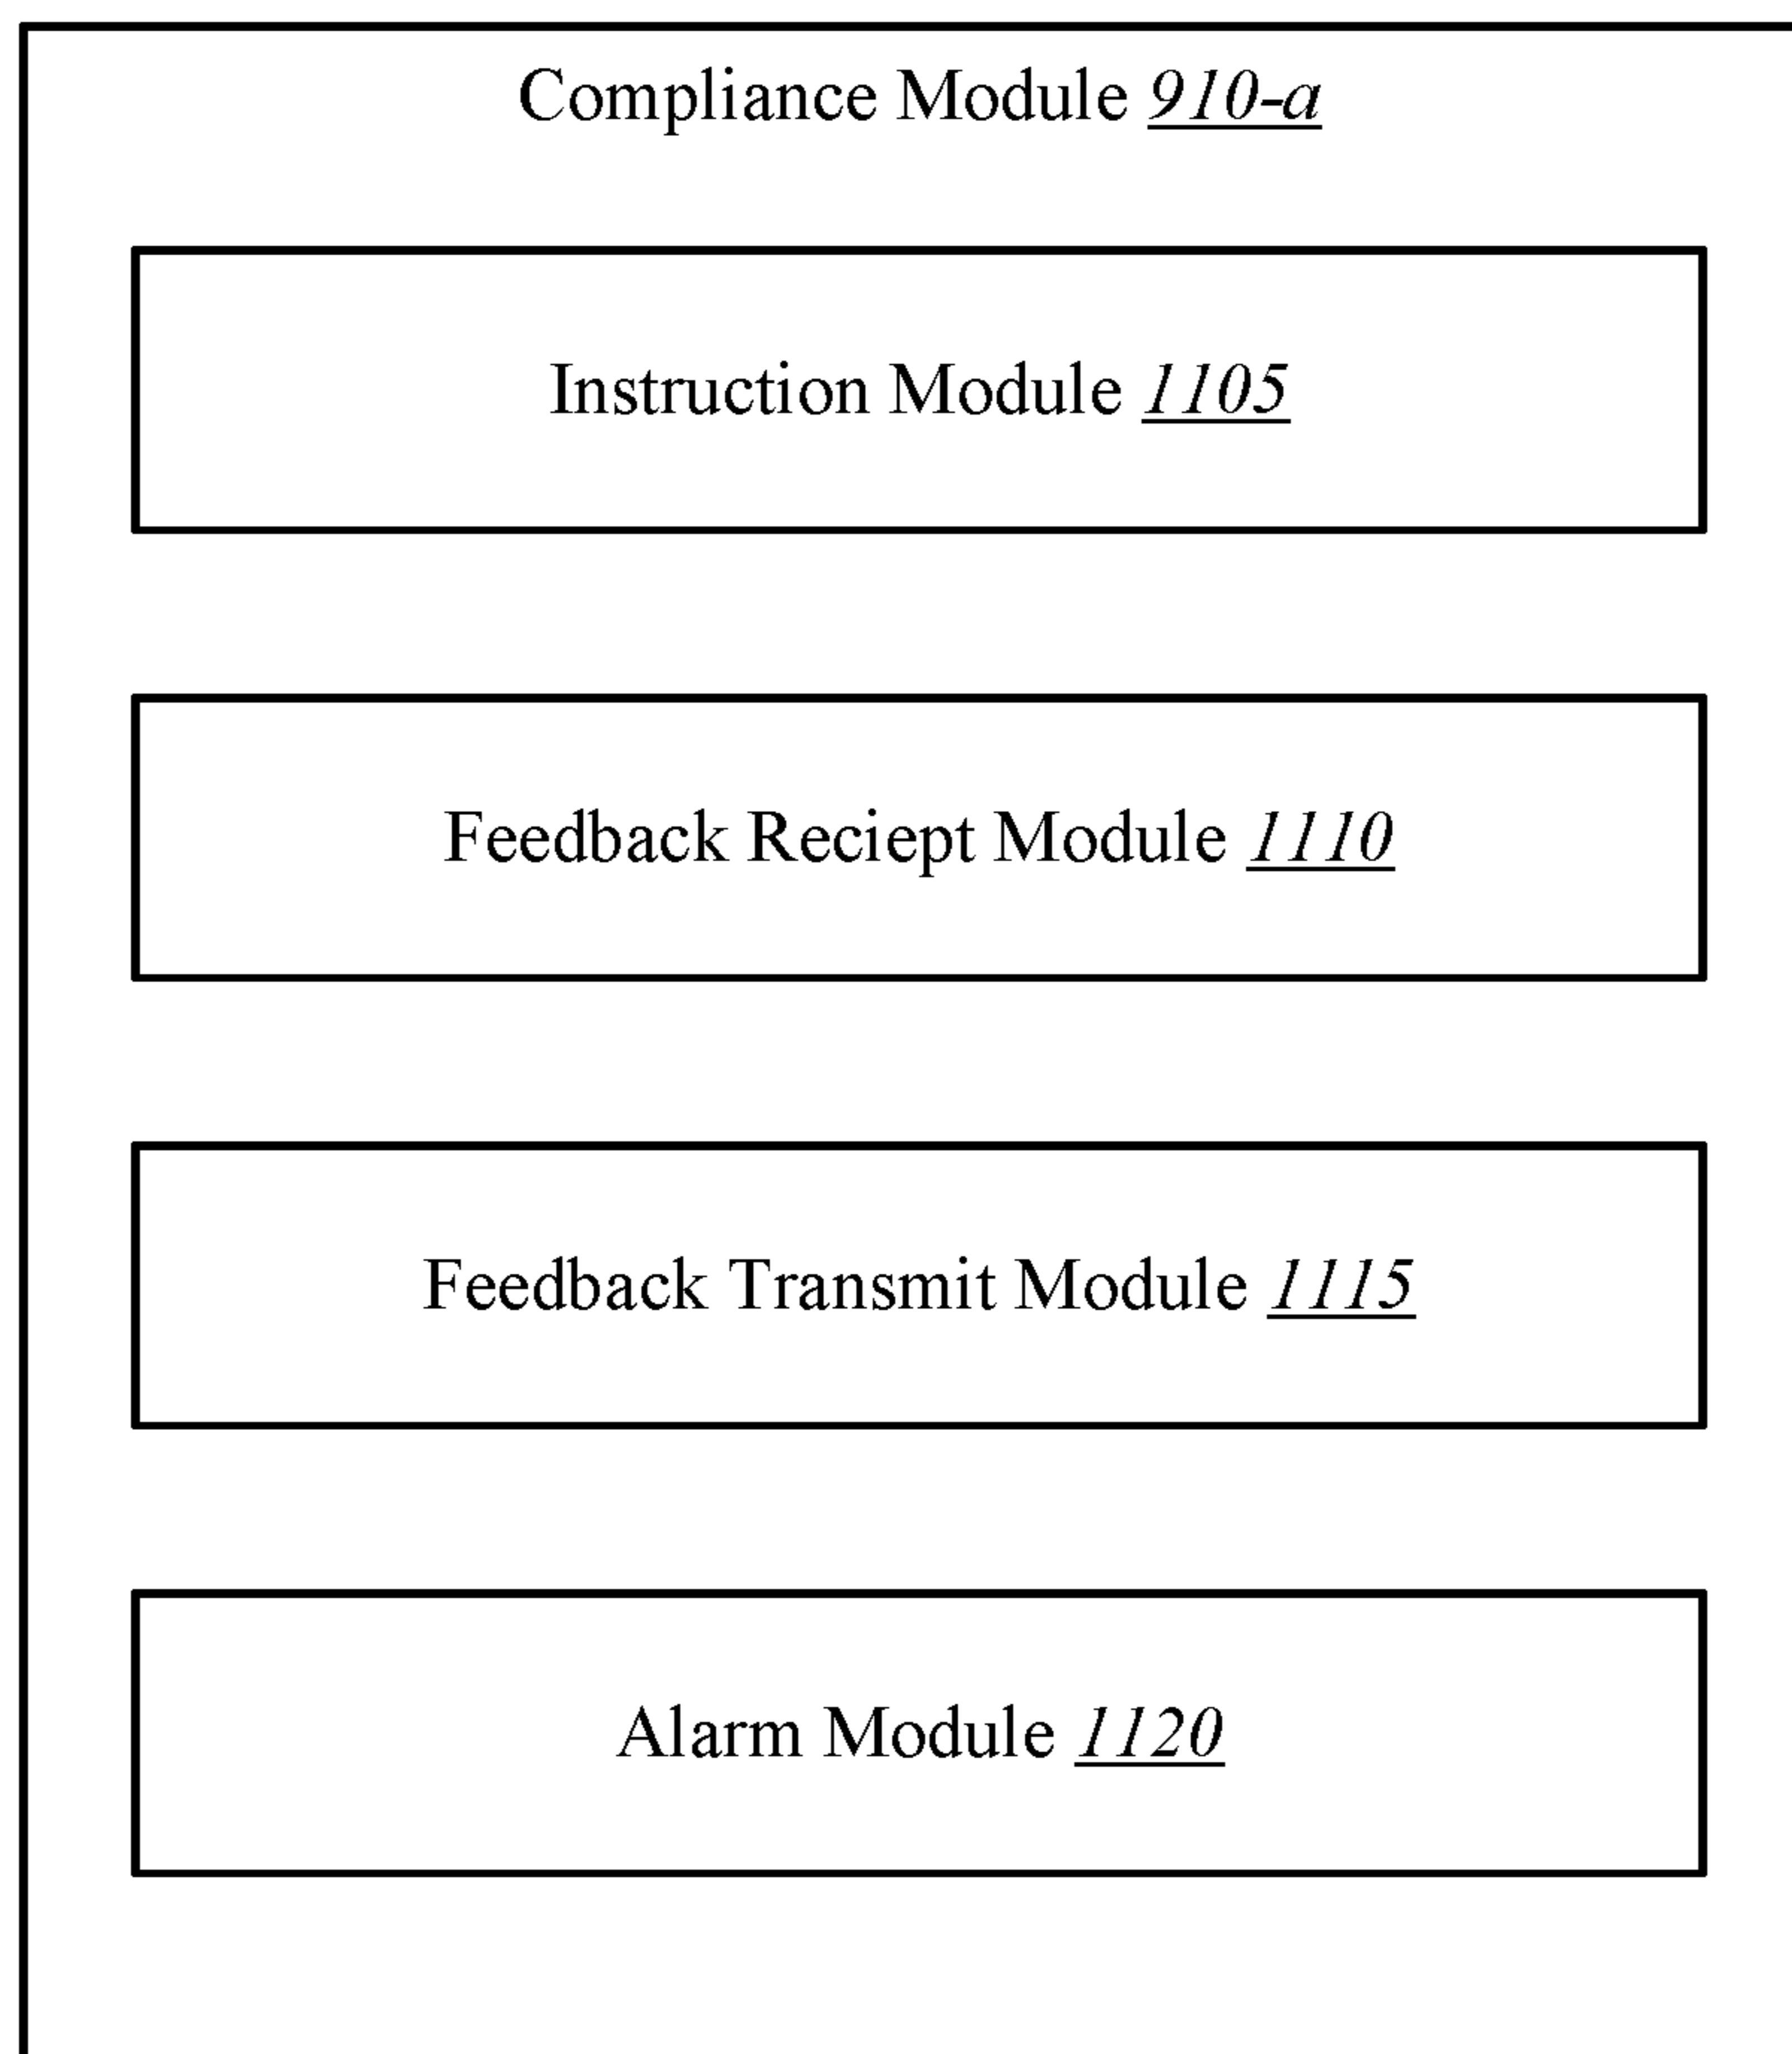 Compliance Module 910-a
Instruction Module 1105
Feedback Reciept Module 1110
Feedback Transmit Module 1115
Alarm Module 1120